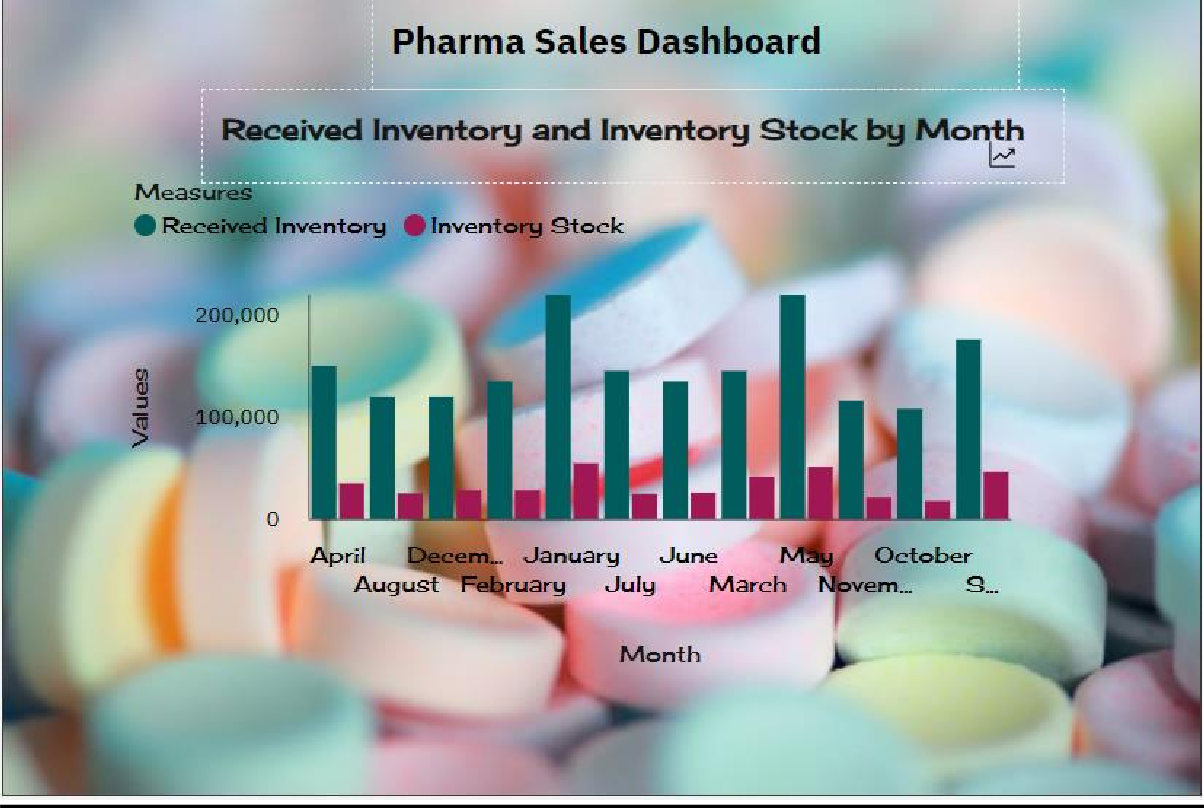 Pharma Sales Dashboard
Received Inventory and Inventory Stock by Month
Measures
Received Inventory Inventory Stock
200,000
Values
100,000
0
April Decem... January June May October
August February July March Novem... S...
Month